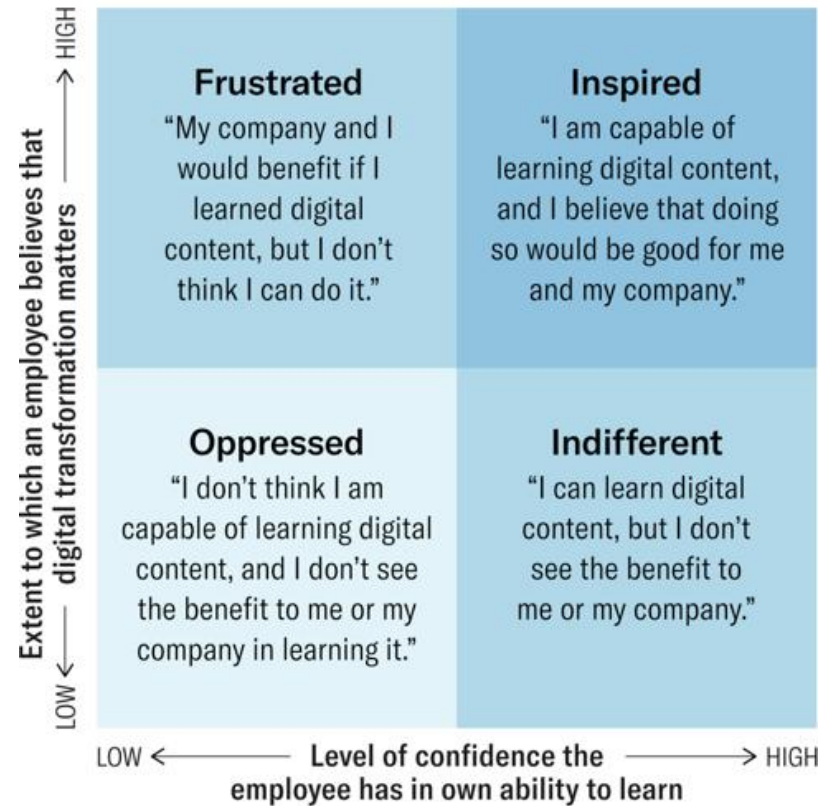 Extent to which an employee believes that
digital transformation matters
HIGH
LOW
Frustrated
“My company and I
would benefit if I
learned digital
content, but I don’t
think I can do it.”
Inspired
“I am capable of
learning digital content,
and I believe that doing
so would be good for me
and my company.”
Oppressed
“I don’t think I am
capable of learning digital
content, and I don’t see
the benefit to me or my
company in learning it.”
Indifferent
“I can learn digital
content, but I don’t
see the benefit to
me or my company.”
LOW
Level of confidence the
employee has in own ability to learn
HIGH